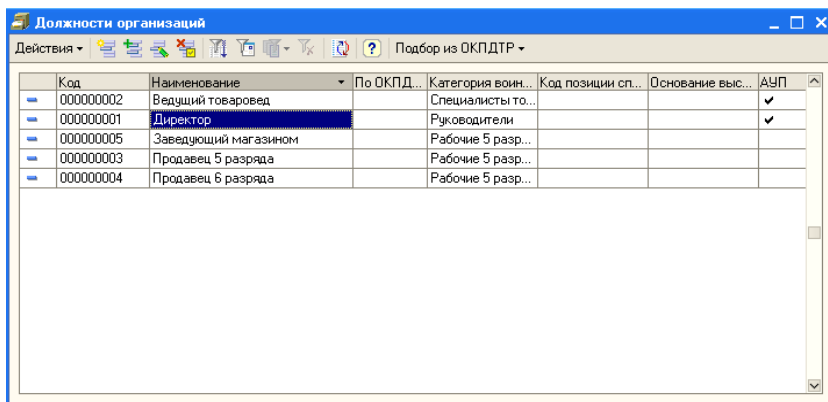 Должности организаций
Действия Подбор из ОКПДТР
Код Наименование По ОКПД... Категория воин... Код позиции сп... Основание выс... АУП
000000002 Ведущий товаровед Специалисты то... ✔
000000001 Директор Руководители ✔
000000005 Заведующий магазином Рабочие 5 разр...
000000003 Продавец 5 разряда Рабочие 5 разр...
000000004 Продавец 6 разряда Рабочие 5 разр...